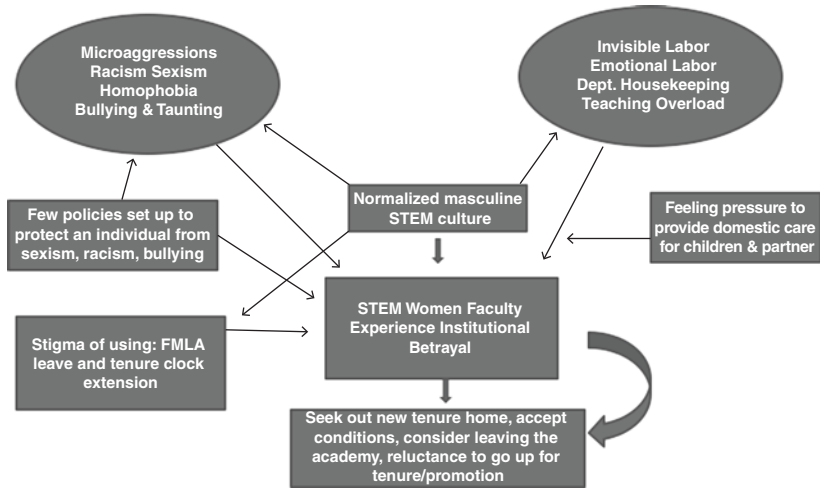 Microaggressions
Racism Sexism
Homophobia
Bullying & Taunting
Invisible Labor
Emotional Labor
Dept. Housekeeping
Teaching Overload
Normalized masculine
STEM culture
Few policies set up to
protect an individual from
sexism, racism, bullying
Feeling pressure to
provide domestic care
for children & partner
STEM Women Faculty
Experience Institutional
Betrayal
Stigma of using: FMLA
leave and tenure clock
extension
Seek out new tenure home, accept
conditions, consider leaving the
academy, reluctance to go up for
tenure/promotion